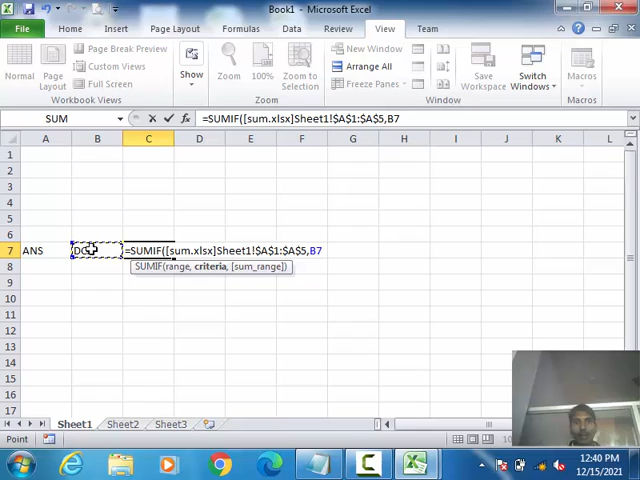 Book1 - Microsoft Excel
File Home Insert Page Layout Formulas Data Review View Team
Normal Page Layout Page Break Preview Custom Views Full Screen Show Zoom 100% Zoom to Selection New Window Arrange All Freeze Panes Save Workspace Switch Windows Macros
Workbook Views Zoom Window Macros
SUM =SUMIF([sum.xlsx]Sheet1!$A$1:$A$5,B7
A B C D E F G H I J K L
1
2
3
4
5
6
7 ANS =SUMIF([sum.xlsx]Sheet1!$A$1:$A$5,B7
8 SUMIF(range, criteria, [sum_range])
9
10
11
12
13
14
15
16
17
Sheet1 Sheet2 Sheet3
Point
12:40 PM
12/15/2021